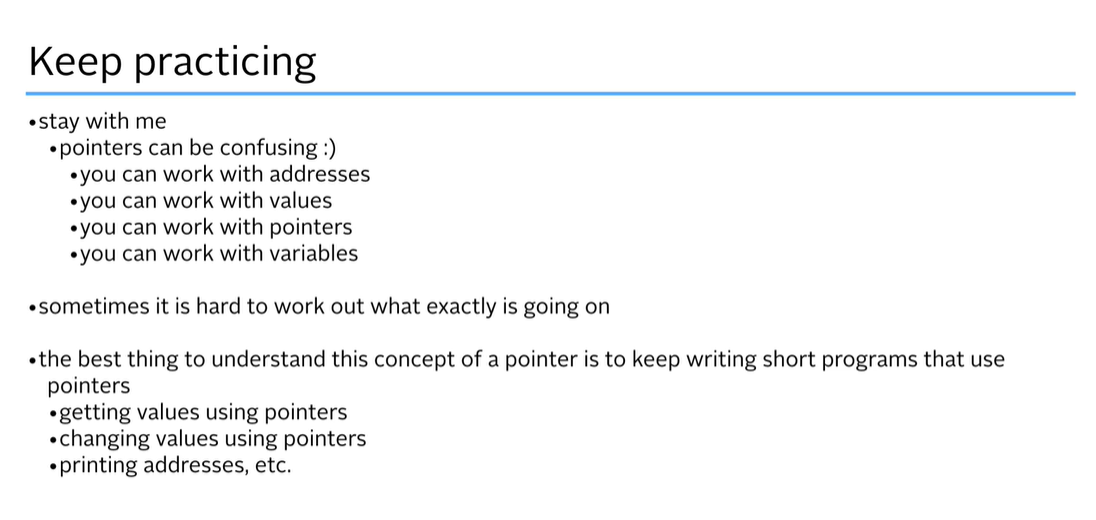 Keep practicing
•stay with me
•pointers can be confusing :)
•you can work with addresses
•you can work with values
•you can work with pointers
•you can work with variables
•sometimes it is hard to work out what exactly is going on
•the best thing to understand this concept of a pointer is to keep writing short programs that use
pointers
•getting values using pointers
•changing values using pointers
•printing addresses, etc.